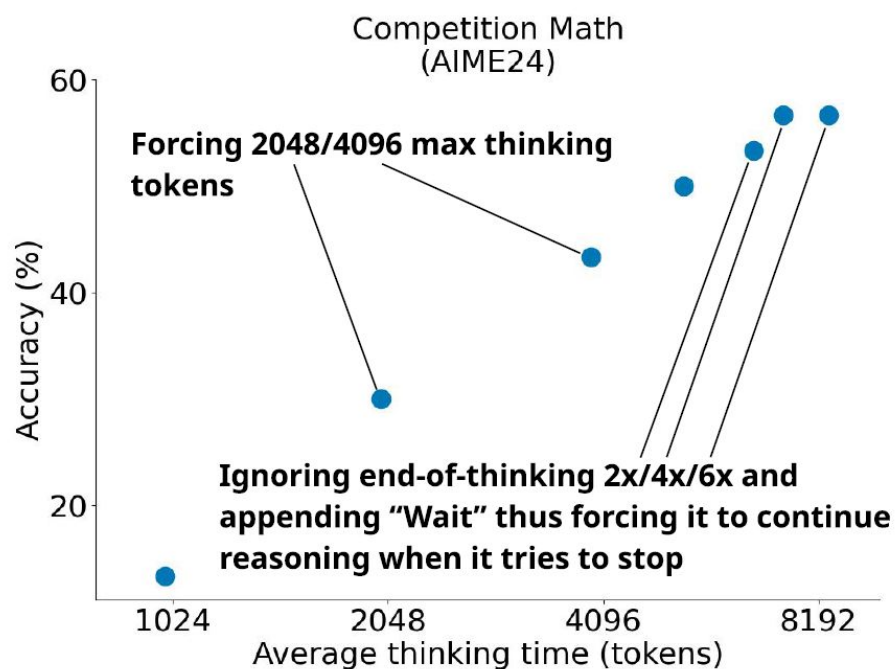 Competition Math
(AIME24)
60
Forcing 2048/4096 max thinking
tokens
40
Accuracy (%)
Ignoring end-of-thinking 2x/4x/6x and
appending “Wait” thus forcing it to continue
reasoning when it tries to stop
20
1024 2048 4096 8192
Average thinking time (tokens)